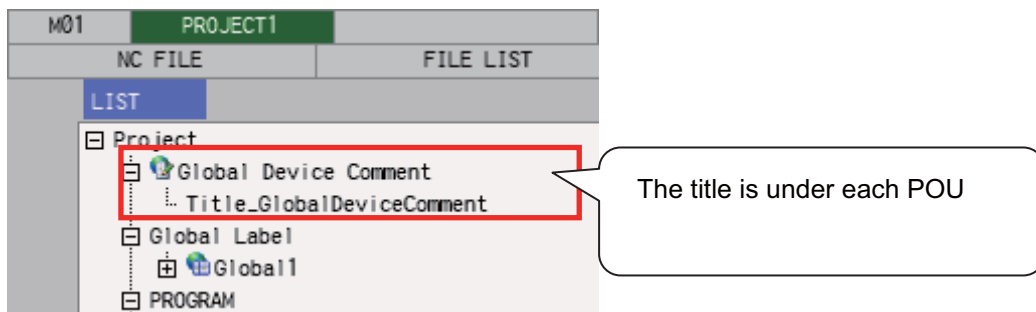 MØ1 PROJECT1
NC FILE FILE LIST
LIST
Project
Global Device Comment
Title_GlobalDeviceComment
The title is under each POU
Global Label
Global1
PROGRAM